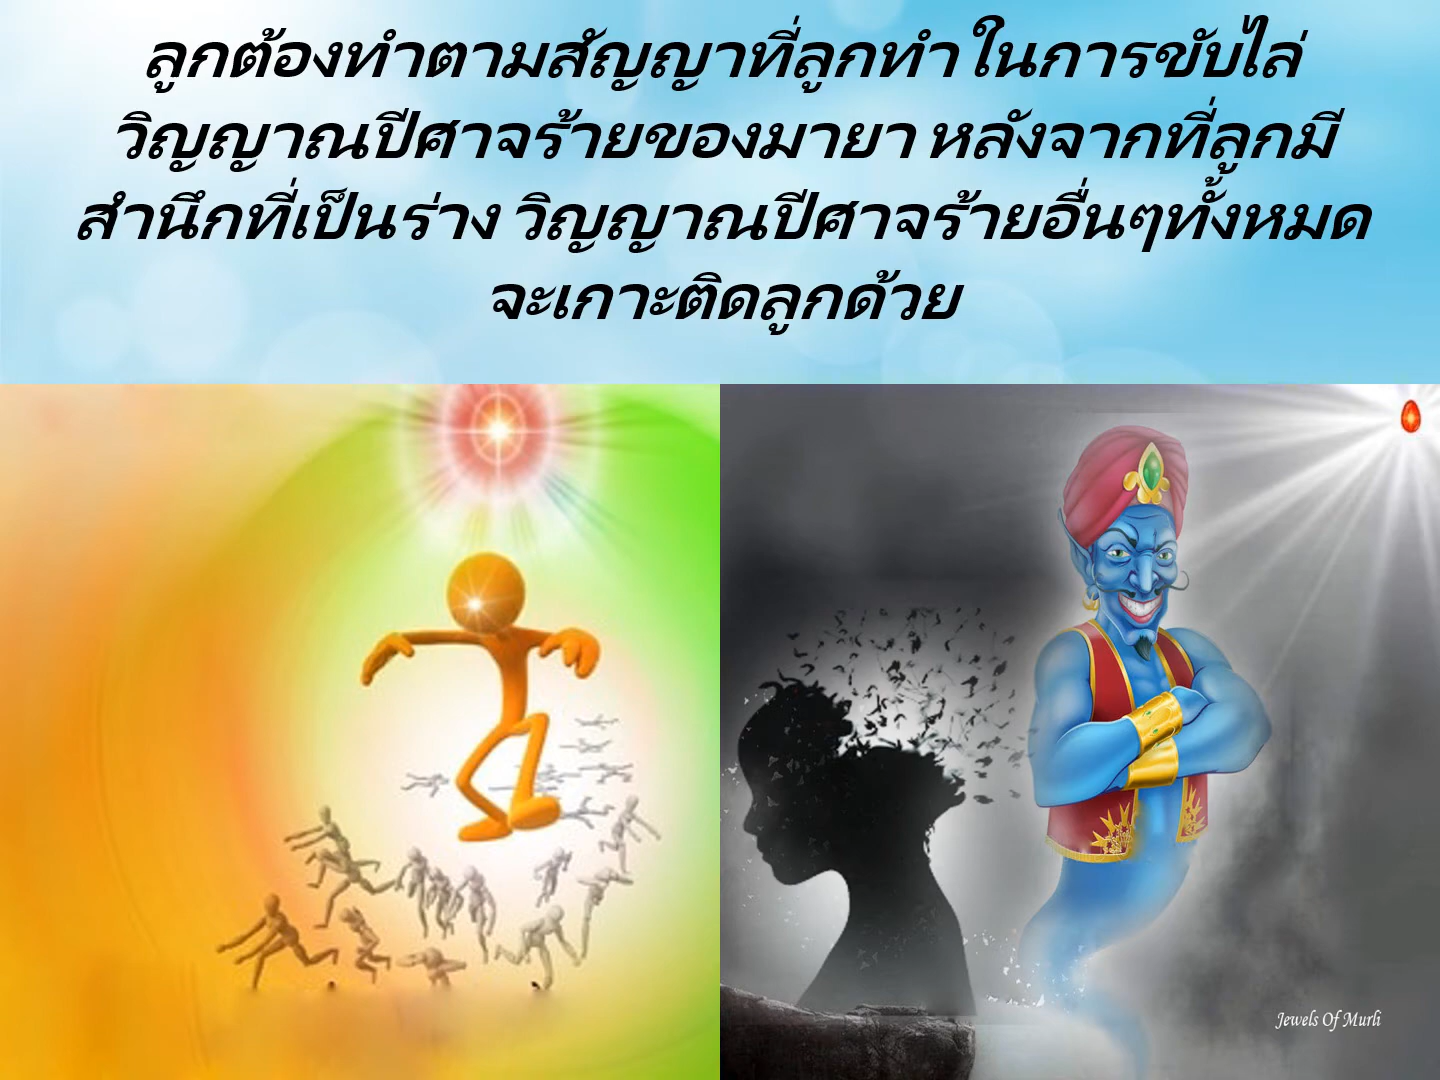 ลูกต้องทำตามสัญญาที่ลูกทำ ในการขับไล่
วิญญาณปีศาจร้ายของมายา หลังจากที่ลูกมี
สำนึกที่เป็นร่าง วิญญาณปีศาจร้ายอื่นๆทั้งหมด
จะเกาะติดลูกด้วย
Jewels Of Murli